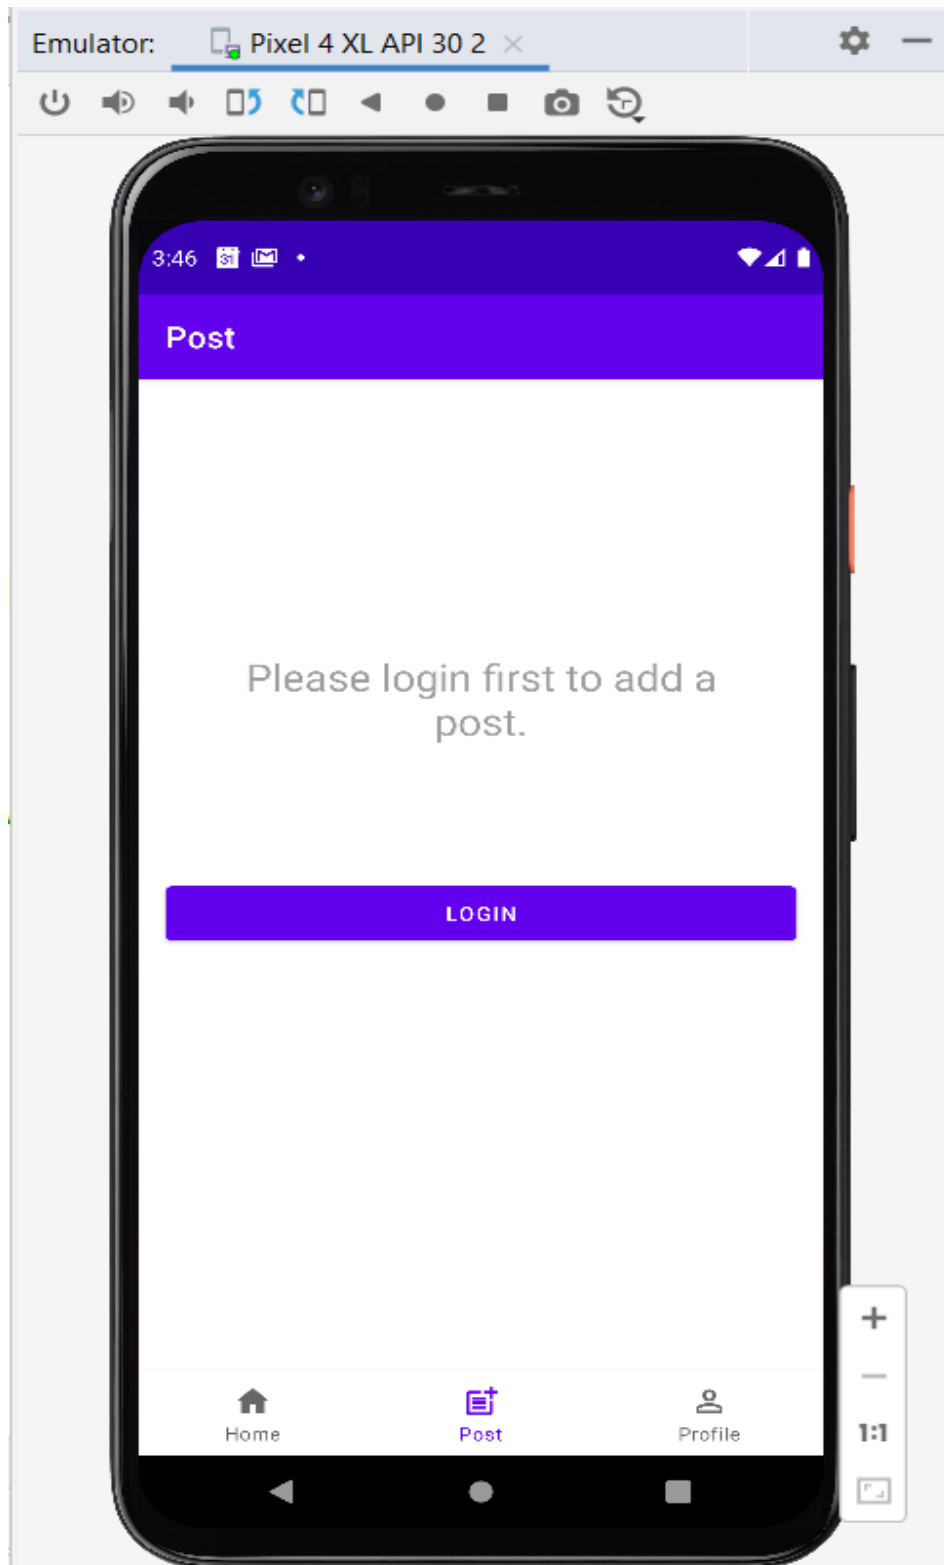 Emulator:
Pixel 4 XL API 30 2
3:46
31
Post
Please login first to add a
post.
LOGIN
Home
Post
Profile
1:1